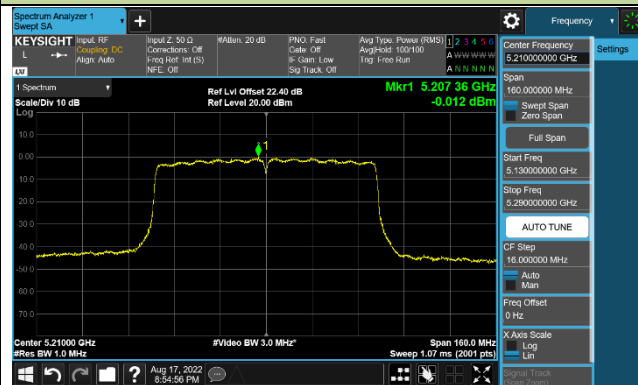 Spectrum Analyzer 1
Swept SA
Frequency
KEYSIGHT
L
LXI
Input: RF
Coupling: DC
Align: Auto
Input Z: 50 Ω
Corrections: Off
Freq Ref: Int (S)
NFE: Off
#Atten: 20 dB
PNO: Fast
Gate: Off
IF Gain: Low
Sig Track: Off
Avg Type: Power (RMS)
Avg|Hold: 100/100
Trig: Free Run
1 2 3 4 5 6
A W W W W W
A N N N N N
1 Spectrum
Scale/Div 10 dB
Log
Ref Lvl Offset 22.40 dB
Ref Level 20.00 dBm
Mkr1 5.207 36 GHz
-0.012 dBm
1
10.0
0.00
-10.0
-20.0
-30.0
-40.0
-50.0
-60.0
-70.0
Center 5.21000 GHz
#Res BW 1.0 MHz
#Video BW 3.0 MHz*
Span 160.0 MHz
Sweep 1.07 ms (2001 pts)
Aug 17, 2022
8:54:56 PM
Settings
Center Frequency
5.210000000 GHz
Span
160.000000 MHz
Swept Span
Zero Span
Full Span
Start Freq
5.130000000 GHz
Stop Freq
5.290000000 GHz
AUTO TUNE
CF Step
16.000000 MHz
Auto
Man
Freq Offset
0 Hz
X Axis Scale
Log
Lin
Signal Track
(Span Zoom)